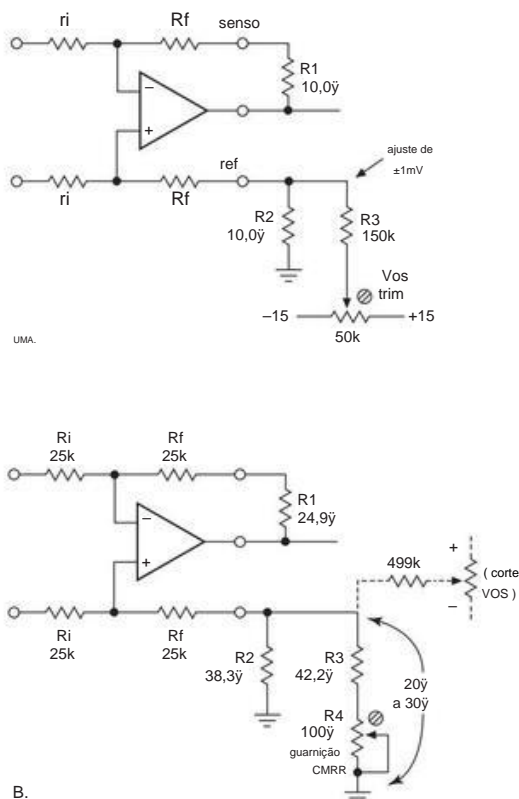 ri
Rf
senso
R1
10,0ÿ
−
+
ajuste de
±1mV
ri
Rf
ref
R2
10,0ÿ
R3
150k
Vos
trim
−15
+15
50k
UMA.
Ri
25k
Rf
25k
R1
24,9ÿ
−
+
499k
+
( corte
VOS )
−
Ri
25k
Rf
25k
R2
38,3ÿ
R3
42,2ÿ
20ÿ
a 30ÿ
R4
100ÿ
guarnição
CMRR
B.